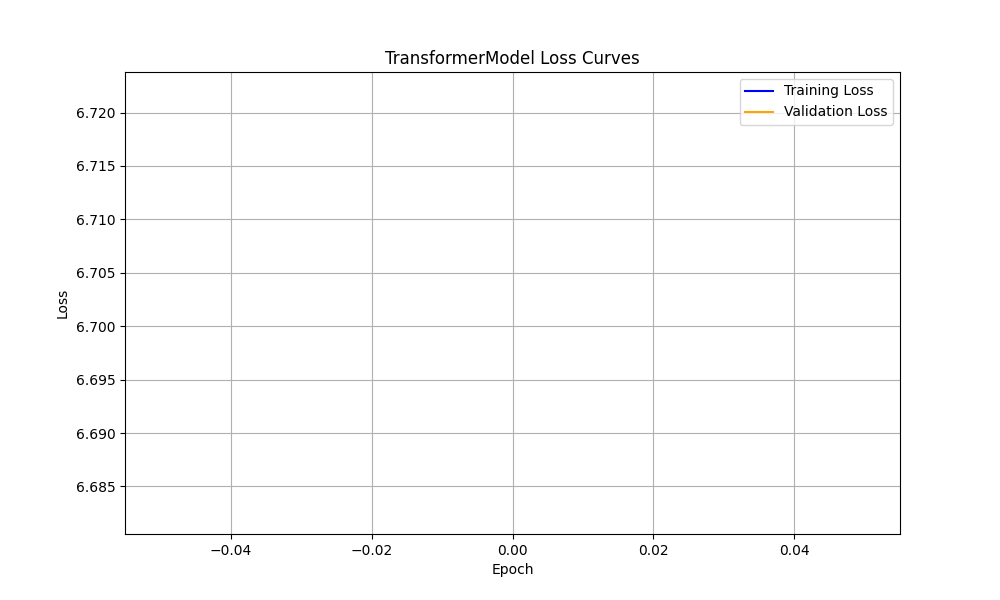 TransformerModel Loss Curves
Training Loss
Validation Loss
6.720
6.715
6.710
6.705
6.700
6.695
6.690
6.685
Loss
−0.04
−0.02
0.00
0.02
0.04
Epoch